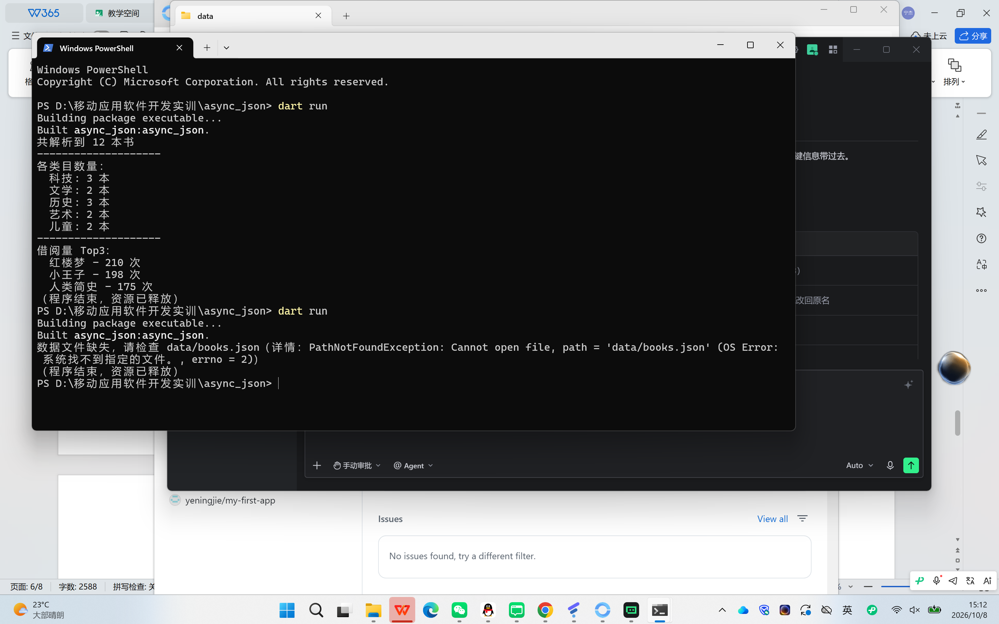 W365
教学空间
data
宁杰
未上云
分享
排列
Windows PowerShell
Windows PowerShell
Copyright (C) Microsoft Corporation. All rights reserved.
PS D:\移动应用软件开发实训\async_json> dart run
Building package executable...
Built async_json:async_json.
共解析到 12 本书
--------------------
各类目数量:
科技: 3 本
文学: 2 本
历史: 3 本
艺术: 2 本
儿童: 2 本
--------------------
借阅量 Top3:
红楼梦 - 210 次
小王子 - 198 次
人类简史 - 175 次
（程序结束，资源已释放）
PS D:\移动应用软件开发实训\async_json> dart run
Building package executable...
Built async_json:async_json.
数据文件缺失，请检查 data/books.json（详情: PathNotFoundException: Cannot open file, path = 'data/books.json' (OS Error:
系统找不到指定的文件。, errno = 2)）
（程序结束，资源已释放）
PS D:\移动应用软件开发实训\async_json>
键信息带过去。
改回原名
手动审批
@ Agent
Auto
yeningjie/my-first-app
Issues
View all
No issues found, try a different filter.
页面: 6/8
字数: 2588
拼写检查: 关
23°C
大部晴朗
英
15:12
2026/10/8